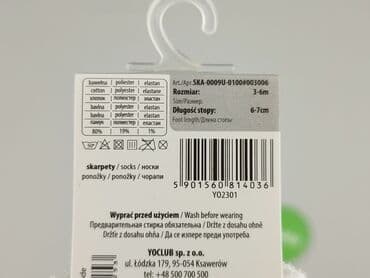 bawełna poliester elastan
cotton polyester elastane
хлопок полиэстер эластан
bavlna polyester elastan
bavlna polyester elastan
памук полиестер еластан
80% 19% 1%
skarpety / socks / носки
ponožky / ponožky / чорапи
Art./Арт. SKA-0009U-0100#003006
Rozmiar: 3-6m
Size/Размер:
Długość stopy: 6-7cm
Foot length/Длина стопы
5 901560 814036
YO2301
Wyprać przed użyciem / Wash before wearing
Предварительная стирка обязательна / Držte z dosahu ohně
Držte z dosahu ohňa / Да се изпере преди употреба
YOCLUB sp. z o.o.
ul. Łódzka 179, 95-054 Ksawerów
tel: +48 500 700 500